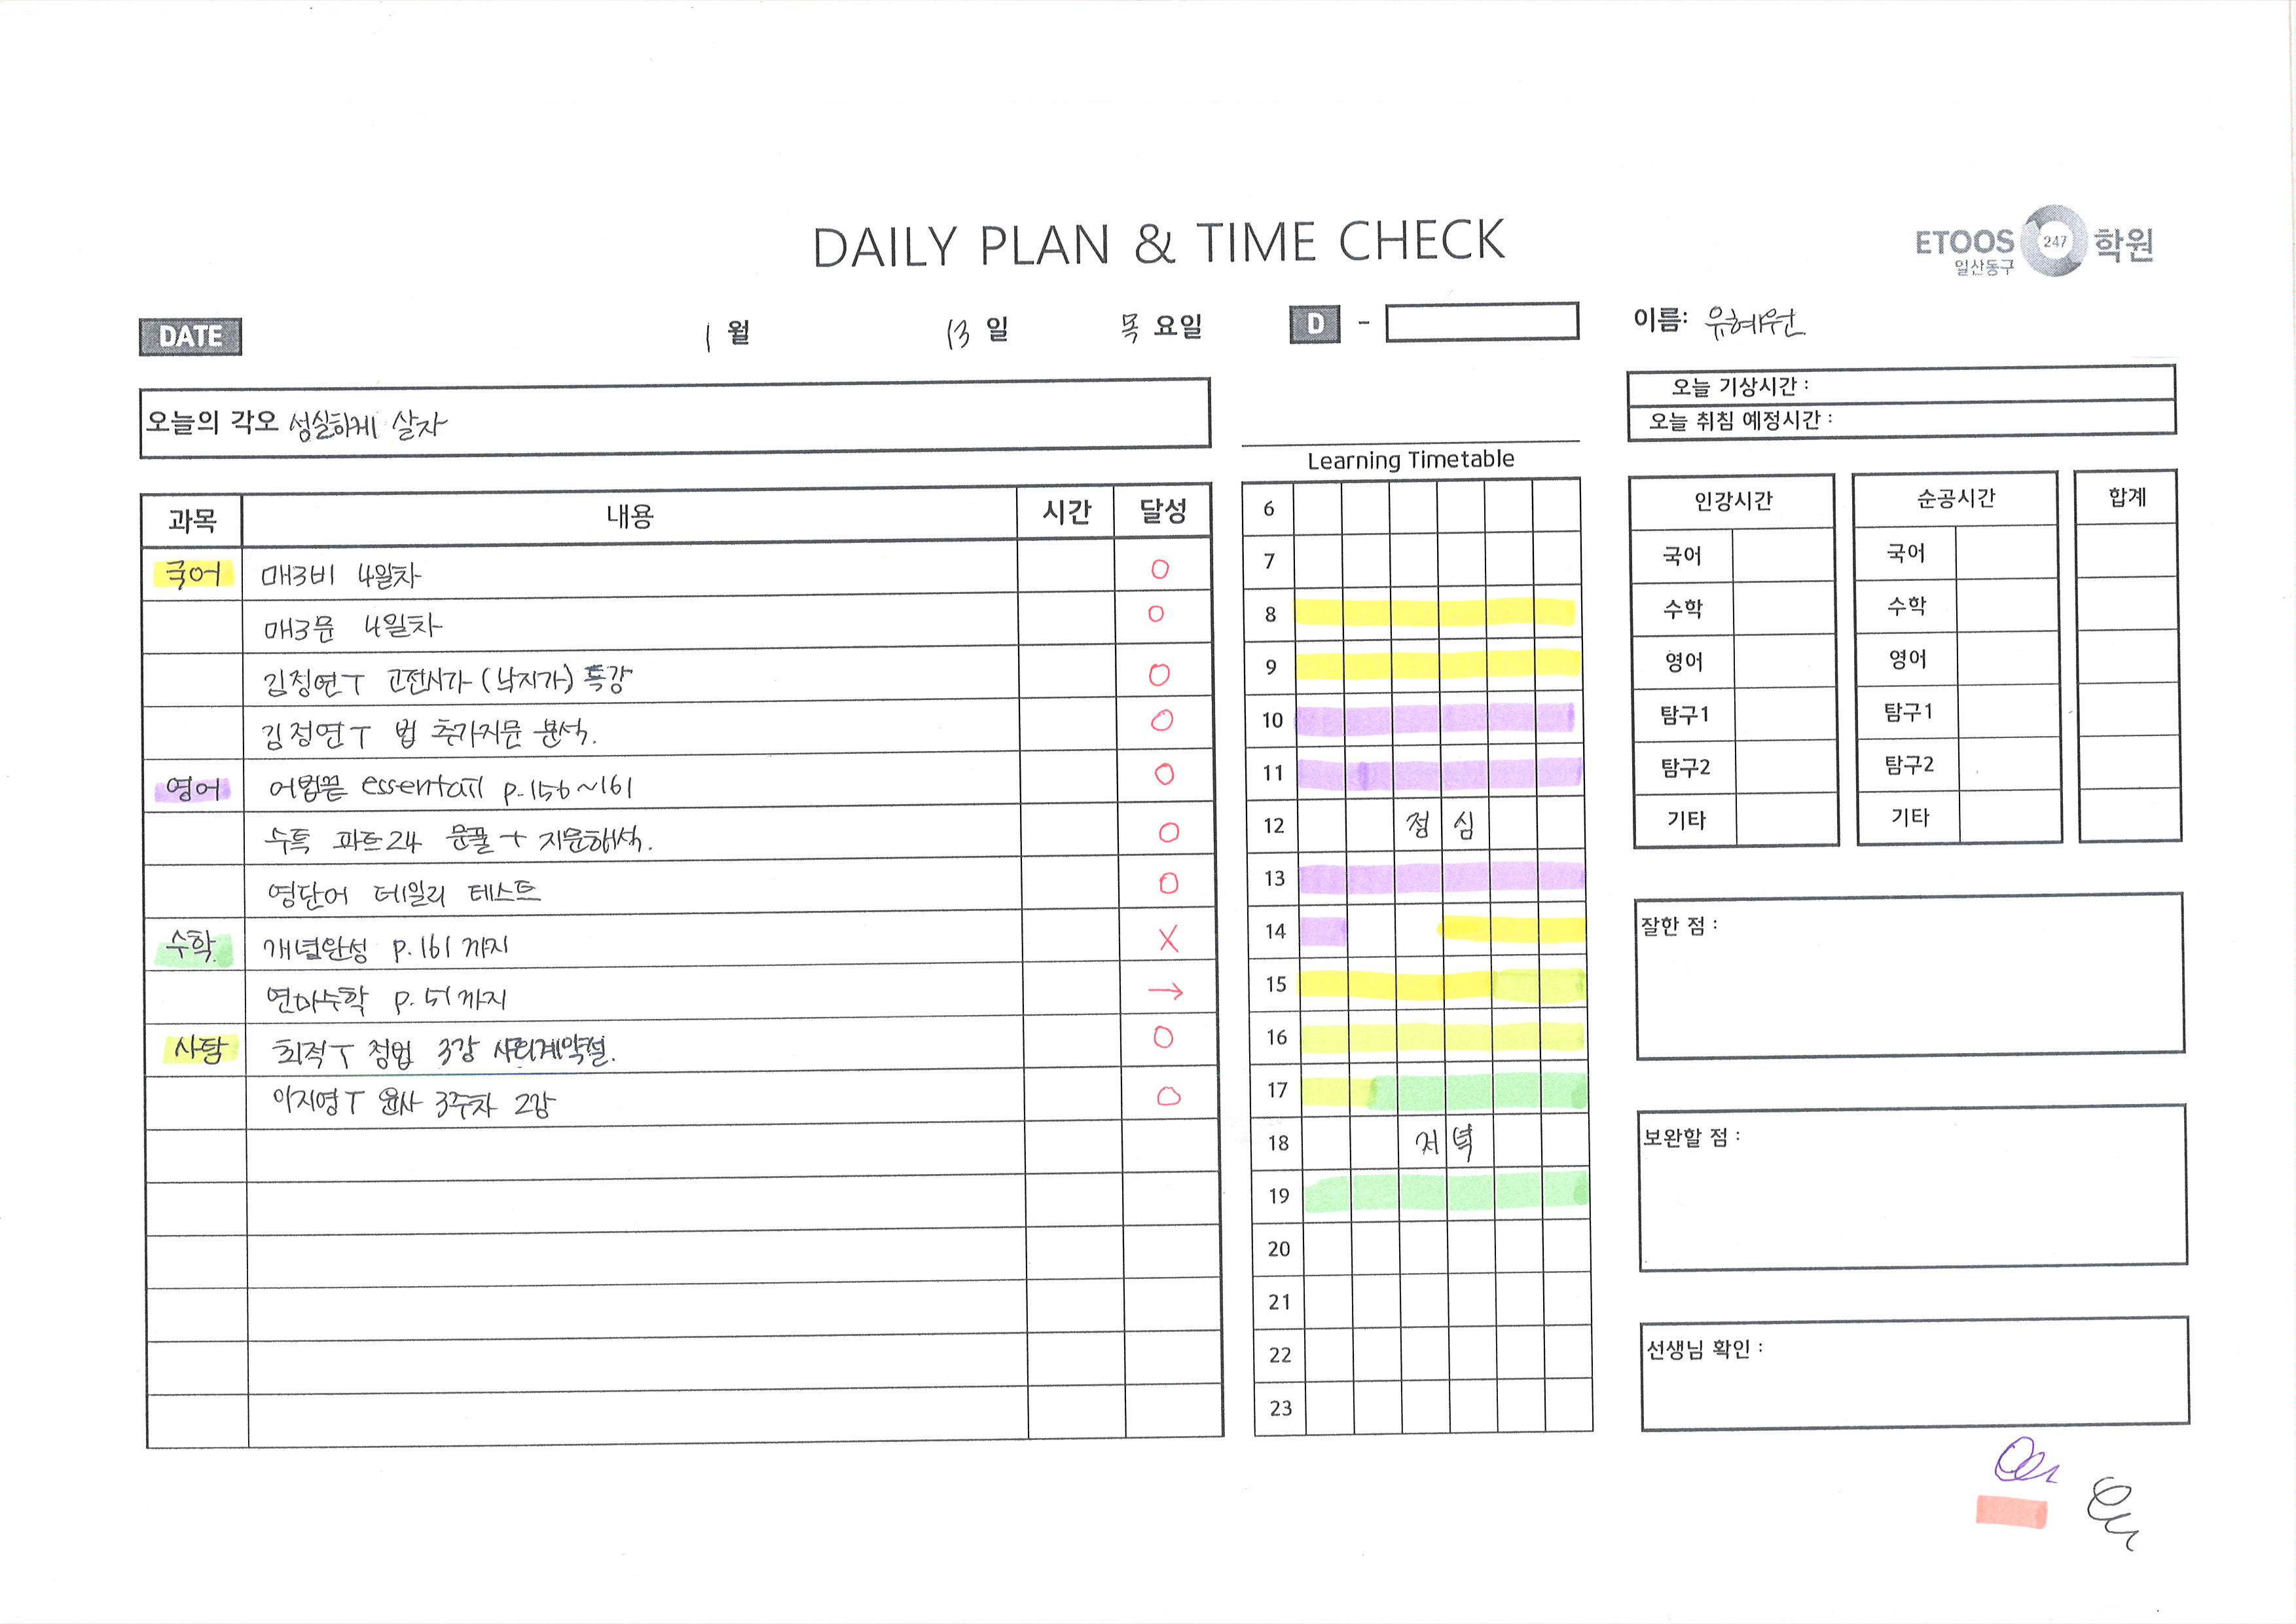 DAILY PLAN & TIME CHECK
ETOOS 247 학원
일산동구
DATE 1 월 13 일 목 요일 D -
이름: 유혜원
오늘의 각오 성실하게 살자
오늘 기상시간 :
오늘 취침 예정시간 :
과목 내용 시간 달성
국어 매3비 4일차 O
매3문 4일차 O
김정연T 고전시가 (낙지가) 특강 O
김정연T 법 추가지문 분석. O
영어 어법끝 essentail p.156~161 O
수특 파트24 문풀 + 지문해석. O
영단어 데일리 테스트 O
수학 개념완성 p.161까지 X
연마수학 p.51까지 →
사탐 최적T 정법 3강 사회계약설. O
이지영T 윤사 3주차 2강 O
Learning Timetable
6
7
8
9
10
11
12 점심
13
14
15
16
17
18 저녁
19
20
21
22
23
인강시간 순공시간 합계
국어 국어
수학 수학
영어 영어
탐구1 탐구1
탐구2 탐구2
기타 기타
잘한 점 :
보완할 점 :
선생님 확인 :